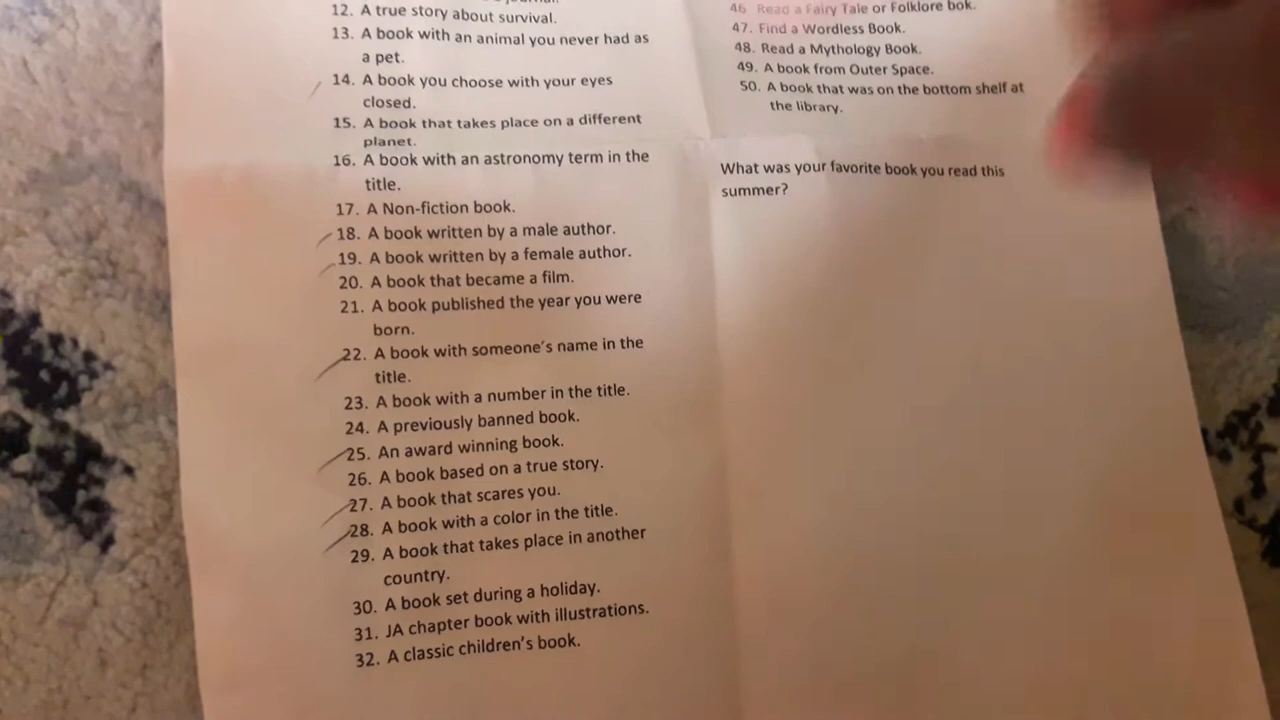 12. A true story about survival.
13. A book with an animal you never had as
a pet.
14. A book you choose with your eyes
closed.
15. A book that takes place on a different
planet.
16. A book with an astronomy term in the
title.
17. A Non-fiction book.
18. A book written by a male author.
19. A book written by a female author.
20. A book that became a film.
21. A book published the year you were
born.
22. A book with someone's name in the
title.
23. A book with a number in the title.
24. A previously banned book.
25. An award winning book.
26. A book based on a true story.
27. A book that scares you.
28. A book with a color in the title.
29. A book that takes place in another
country.
30. A book set during a holiday.
31. JA chapter book with illustrations.
32. A classic children's book.
46. Read a Fairy Tale or Folklore bok.
47. Find a Wordless Book.
48. Read a Mythology Book.
49. A book from Outer Space.
50. A book that was on the bottom shelf at
the library.
What was your favorite book you read this
summer?